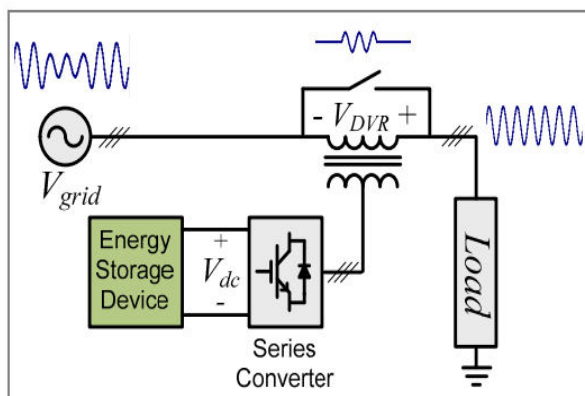 - V_DVR +
V_grid
Energy
Storage
Device
+
V_dc
-
Series
Converter
Load